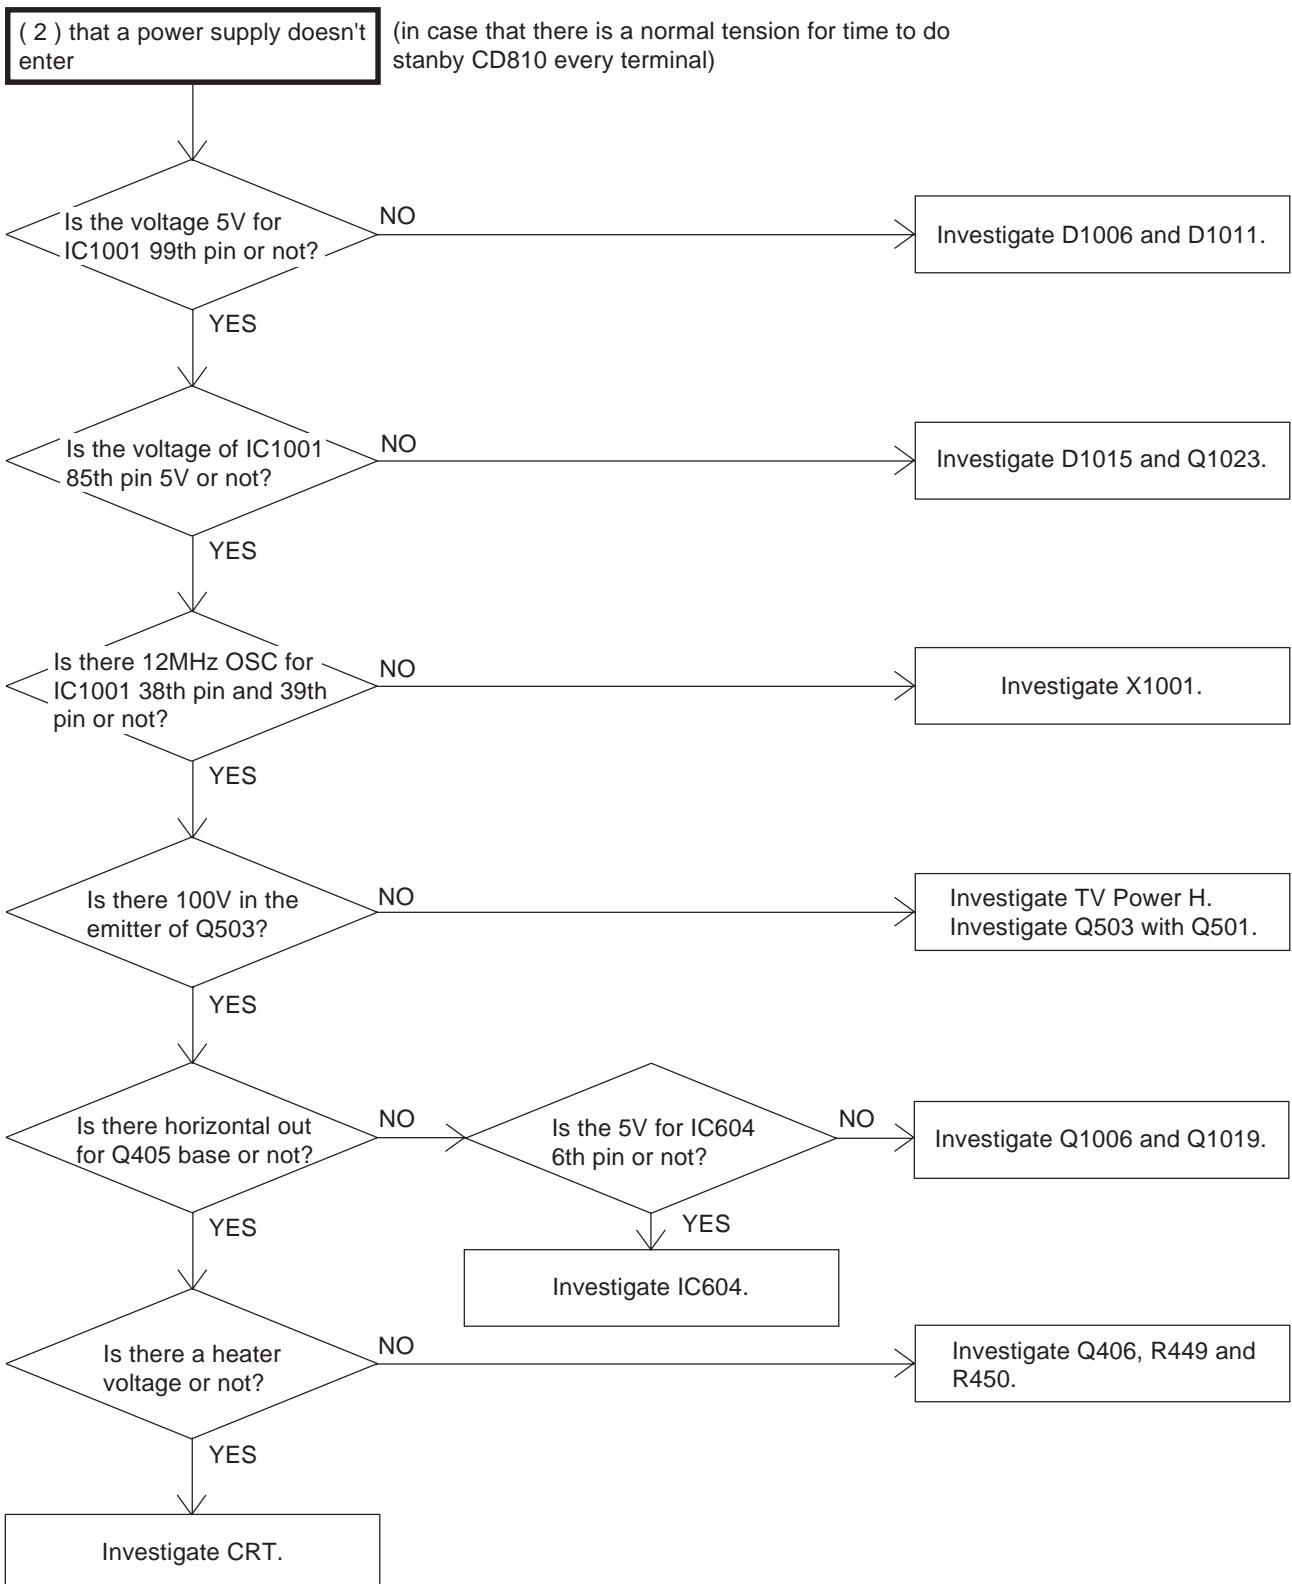 ( 2 ) that a power supply doesn't
enter
(in case that there is a normal tension for time to do
stanby CD810 every terminal)
Is the voltage 5V for
IC1001 99th pin or not?
NO
Investigate D1006 and D1011.
YES
Is the voltage of IC1001
85th pin 5V or not?
NO
Investigate D1015 and Q1023.
YES
Is there 12MHz OSC for
IC1001 38th pin and 39th
pin or not?
NO
Investigate X1001.
YES
Is there 100V in the
emitter of Q503?
NO
Investigate TV Power H.
Investigate Q503 with Q501.
YES
Is there horizontal out
for Q405 base or not?
NO
Is the 5V for IC604
6th pin or not?
NO
Investigate Q1006 and Q1019.
YES
Investigate IC604.
YES
Is there a heater
voltage or not?
NO
Investigate Q406, R449 and
R450.
YES
Investigate CRT.